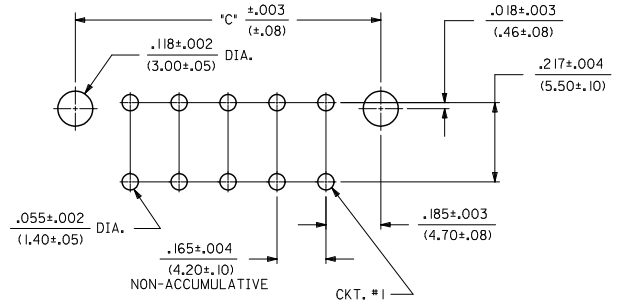 "C" ±.003
(±.08)
.018±.003
(.46±.08)
.118±.002 DIA.
(3.00±.05)
.217±.004
(5.50±.10)
.055±.002 DIA.
(1.40±.05)
.185±.003
(4.70±.08)
.165±.004
(4.20±.10)
NON-ACCUMULATIVE
CKT. #1